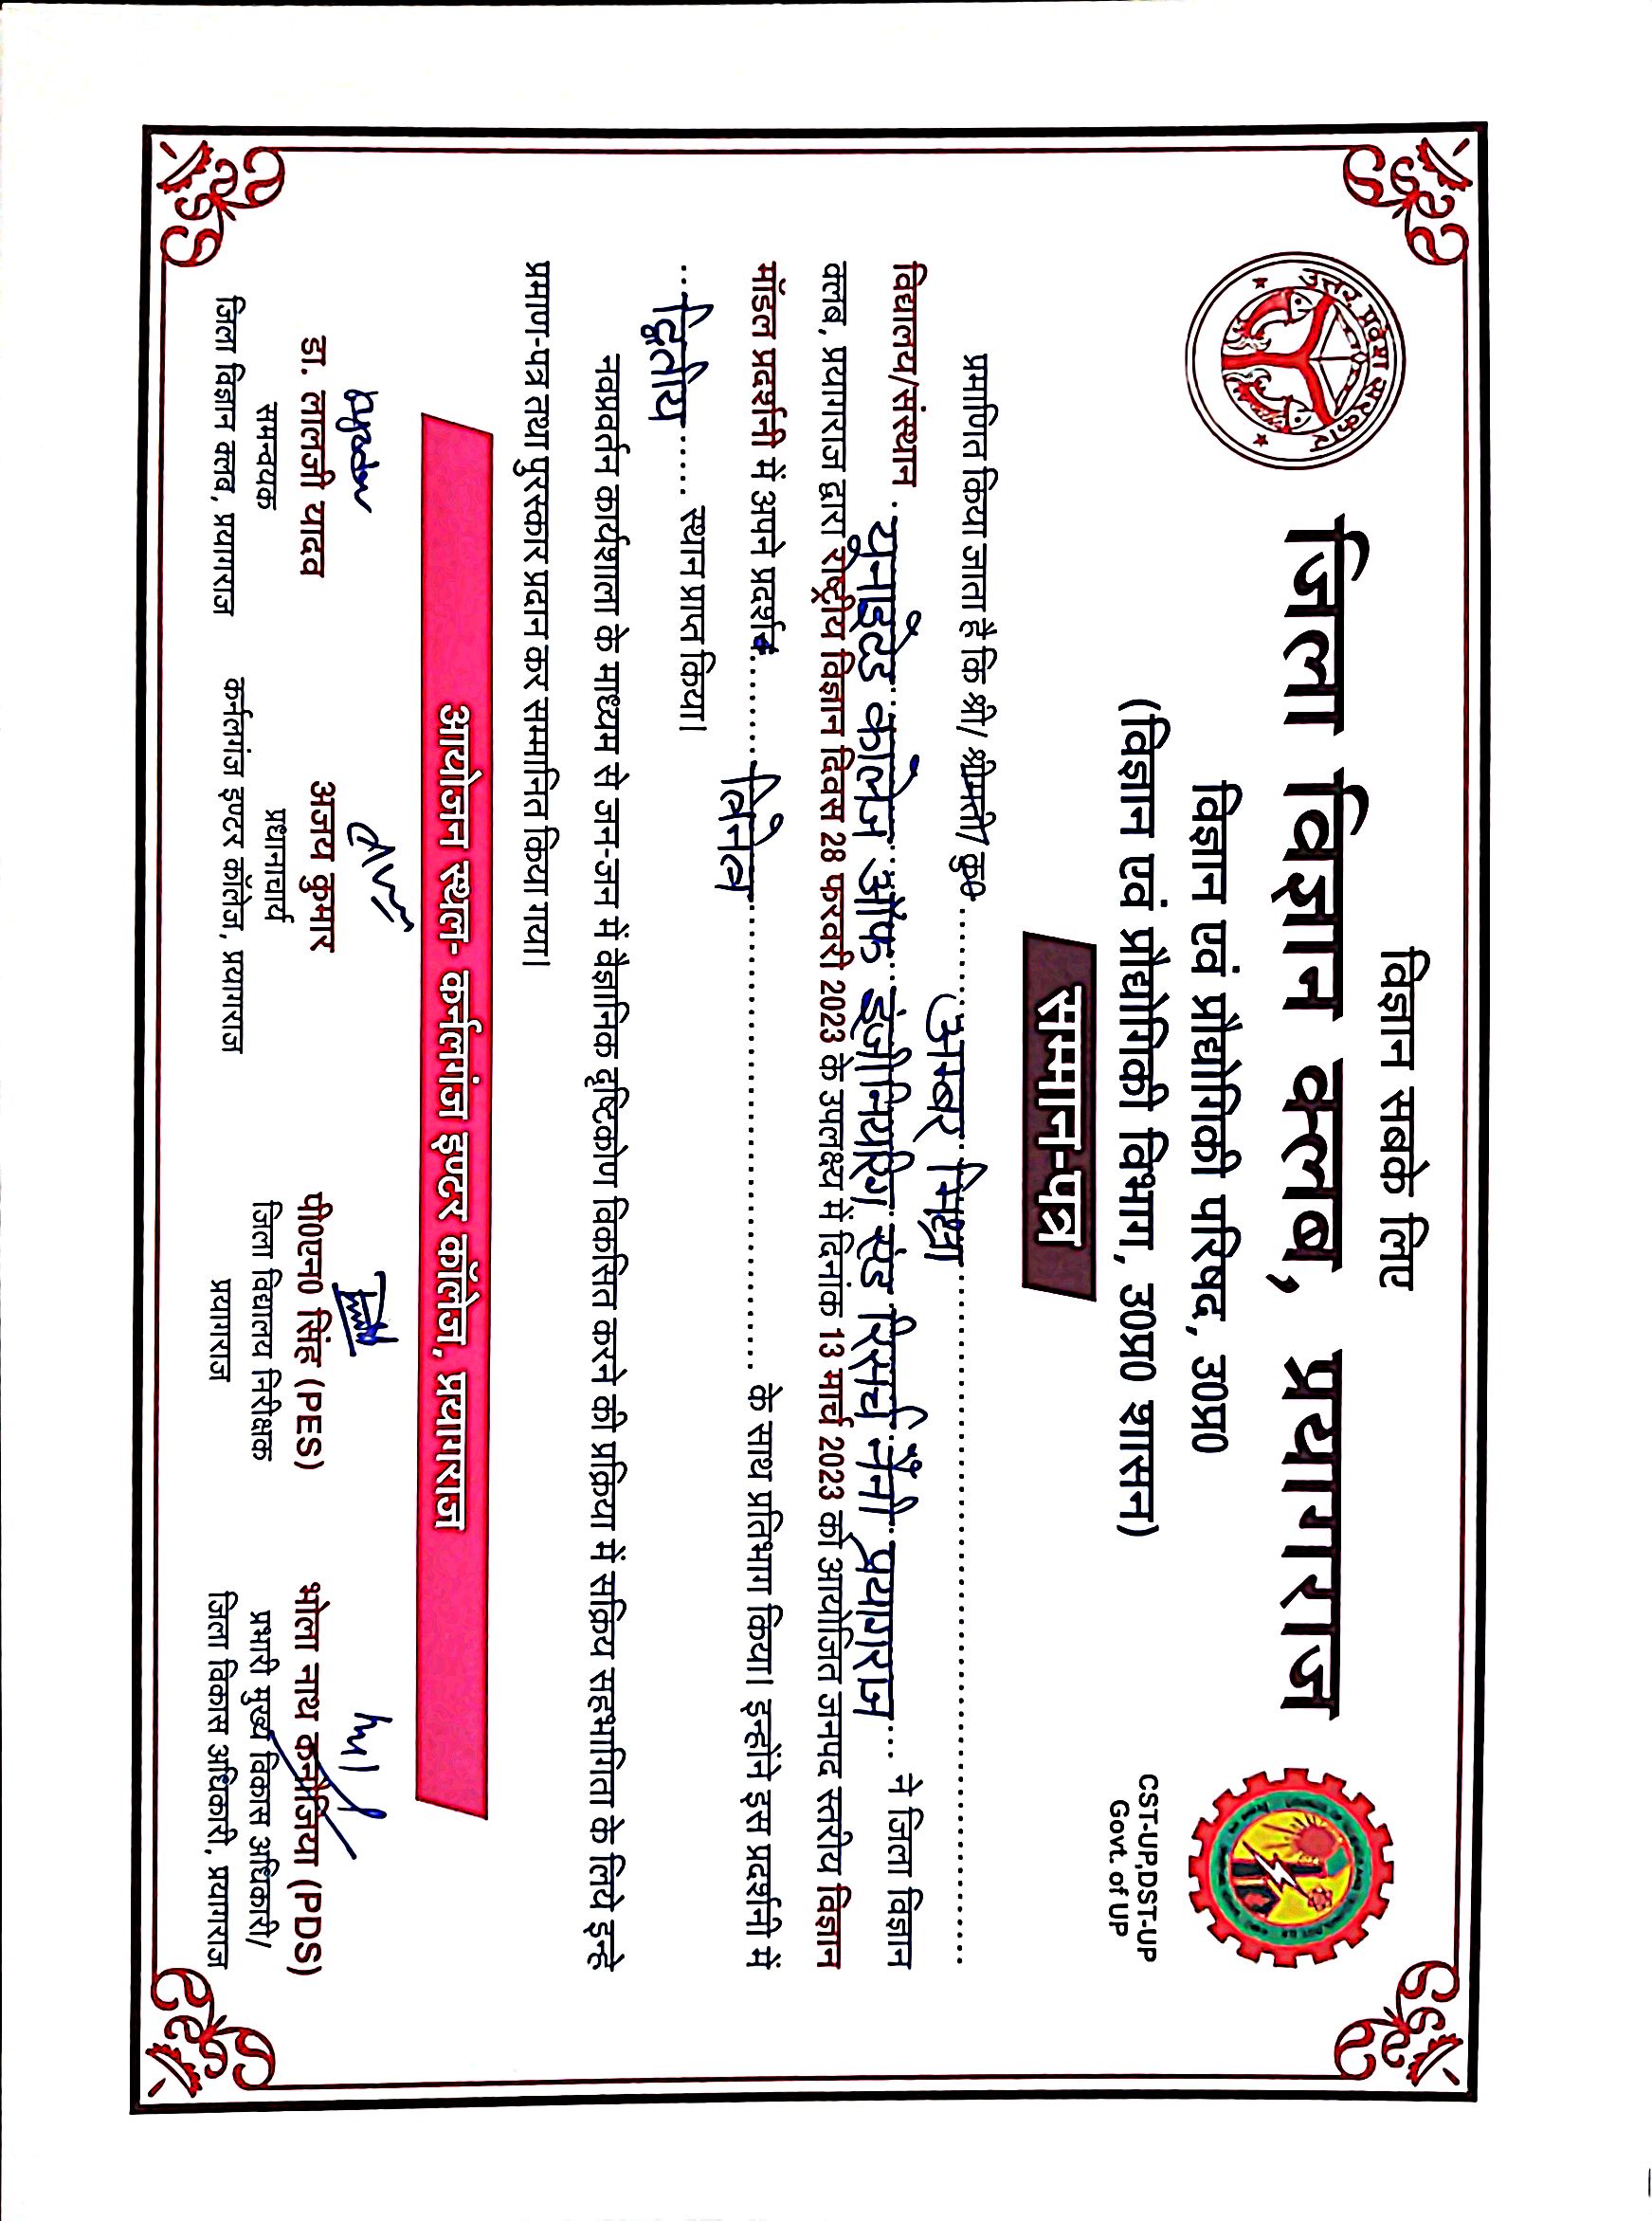 विज्ञान सबके लिए
उत्तर प्रदेश सरकार
जिला विज्ञान क्लब, प्रयागराज
विज्ञान एवं प्रौद्योगिकी परिषद, उ0प्र0
(विज्ञान एवं प्रौद्योगिकी विभाग, उ0प्र0 शासन)
CST-UP,DST-UP
Govt. of UP
सम्मान-पत्र
प्रमाणित किया जाता है कि श्री/ श्रीमती/ कु0 अम्बर मिश्रा
विद्यालय/संस्थान यूनाइटेड कालेज ऑफ इंजीनियरिंग एंड रिसर्च नैनी प्रयागराज ने जिला विज्ञान
क्लब, प्रयागराज द्वारा राष्ट्रीय विज्ञान दिवस 28 फरवरी 2023 के उपलक्ष्य में दिनांक 13 मार्च 2023 को आयोजित जनपद स्तरीय विज्ञान
मॉडल प्रदर्शनी में अपने प्रदर्श त्रिनेत्र के साथ प्रतिभाग किया। इन्होंने इस प्रदर्शनी में
द्वितीय स्थान प्राप्त किया।
नवप्रवर्तन कार्यशाला के माध्यम से जन-जन में वैज्ञानिक दृष्टिकोण विकसित करने की प्रक्रिया में सक्रिय सहभागिता के लिये इन्हे
प्रमाण-पत्र तथा पुरस्कार प्रदान कर सम्मानित किया गया।
आयोजन स्थल- कर्नलगंज इण्टर कॉलेज, प्रयागराज
डा. लालजी यादव
समन्वयक
जिला विज्ञान क्लब, प्रयागराज
अजय कुमार
प्रधानाचार्य
कर्नलगंज इण्टर कॉलेज, प्रयागराज
पी0एन0 सिंह (PES)
जिला विद्यालय निरीक्षक
प्रयागराज
भोला नाथ कनौजिया (PDS)
प्रभारी मुख्य विकास अधिकारी/
जिला विकास अधिकारी, प्रयागराज